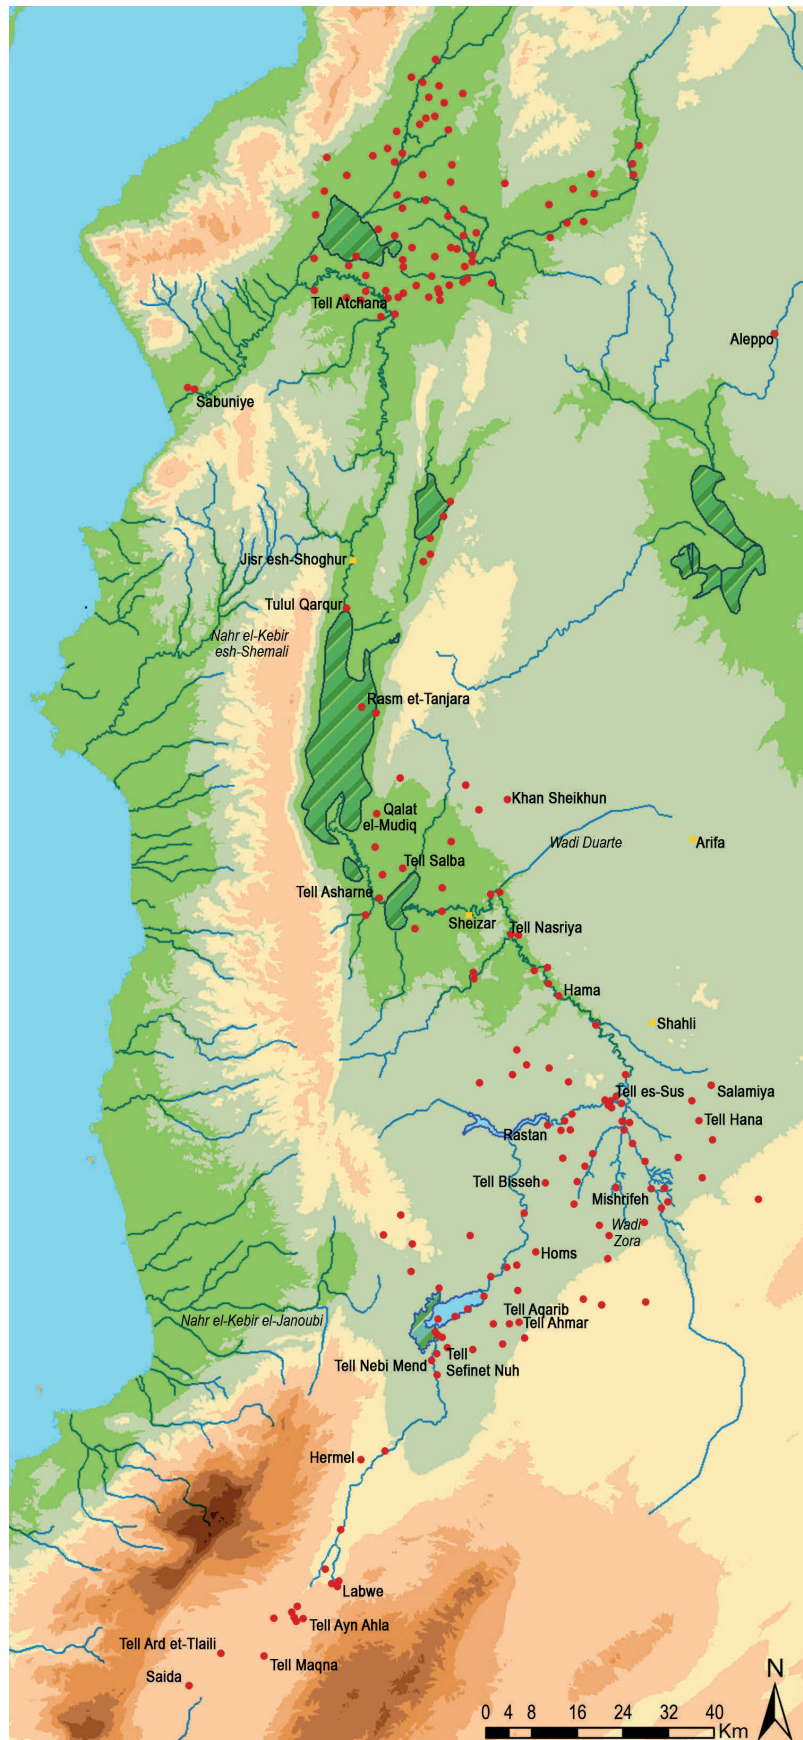 Tell Atchana
Aleppo
Sabuniye
Jisr esh-Shoghur
Tulul Qarqur
Nahr el-Kebir
esh-Shemali
Rasm et-Tanjara
Khan Sheikhun
Qalat
el-Mudiq
Wadi Duarte
Arifa
Tell Salba
Tell Asharne
Sheizar
Tell Nasriya
Hama
Shahli
Tell es-Sus
Salamiya
Tell Hana
Rastan
Tell Bisseh
Mishrifeh
Wadi
Zora
Homs
Tell Aqarib
Nahr el-Kebir el-Janoubi
Tell Ahmar
Tell
Sefinet Nuh
Tell Nebi Mend
Hermel
Labwe
Tell Ayn Ahla
Tell Ard et-Tlaili
Tell Maqna
Saida
N
0 4 8 16 24 32 40
Km